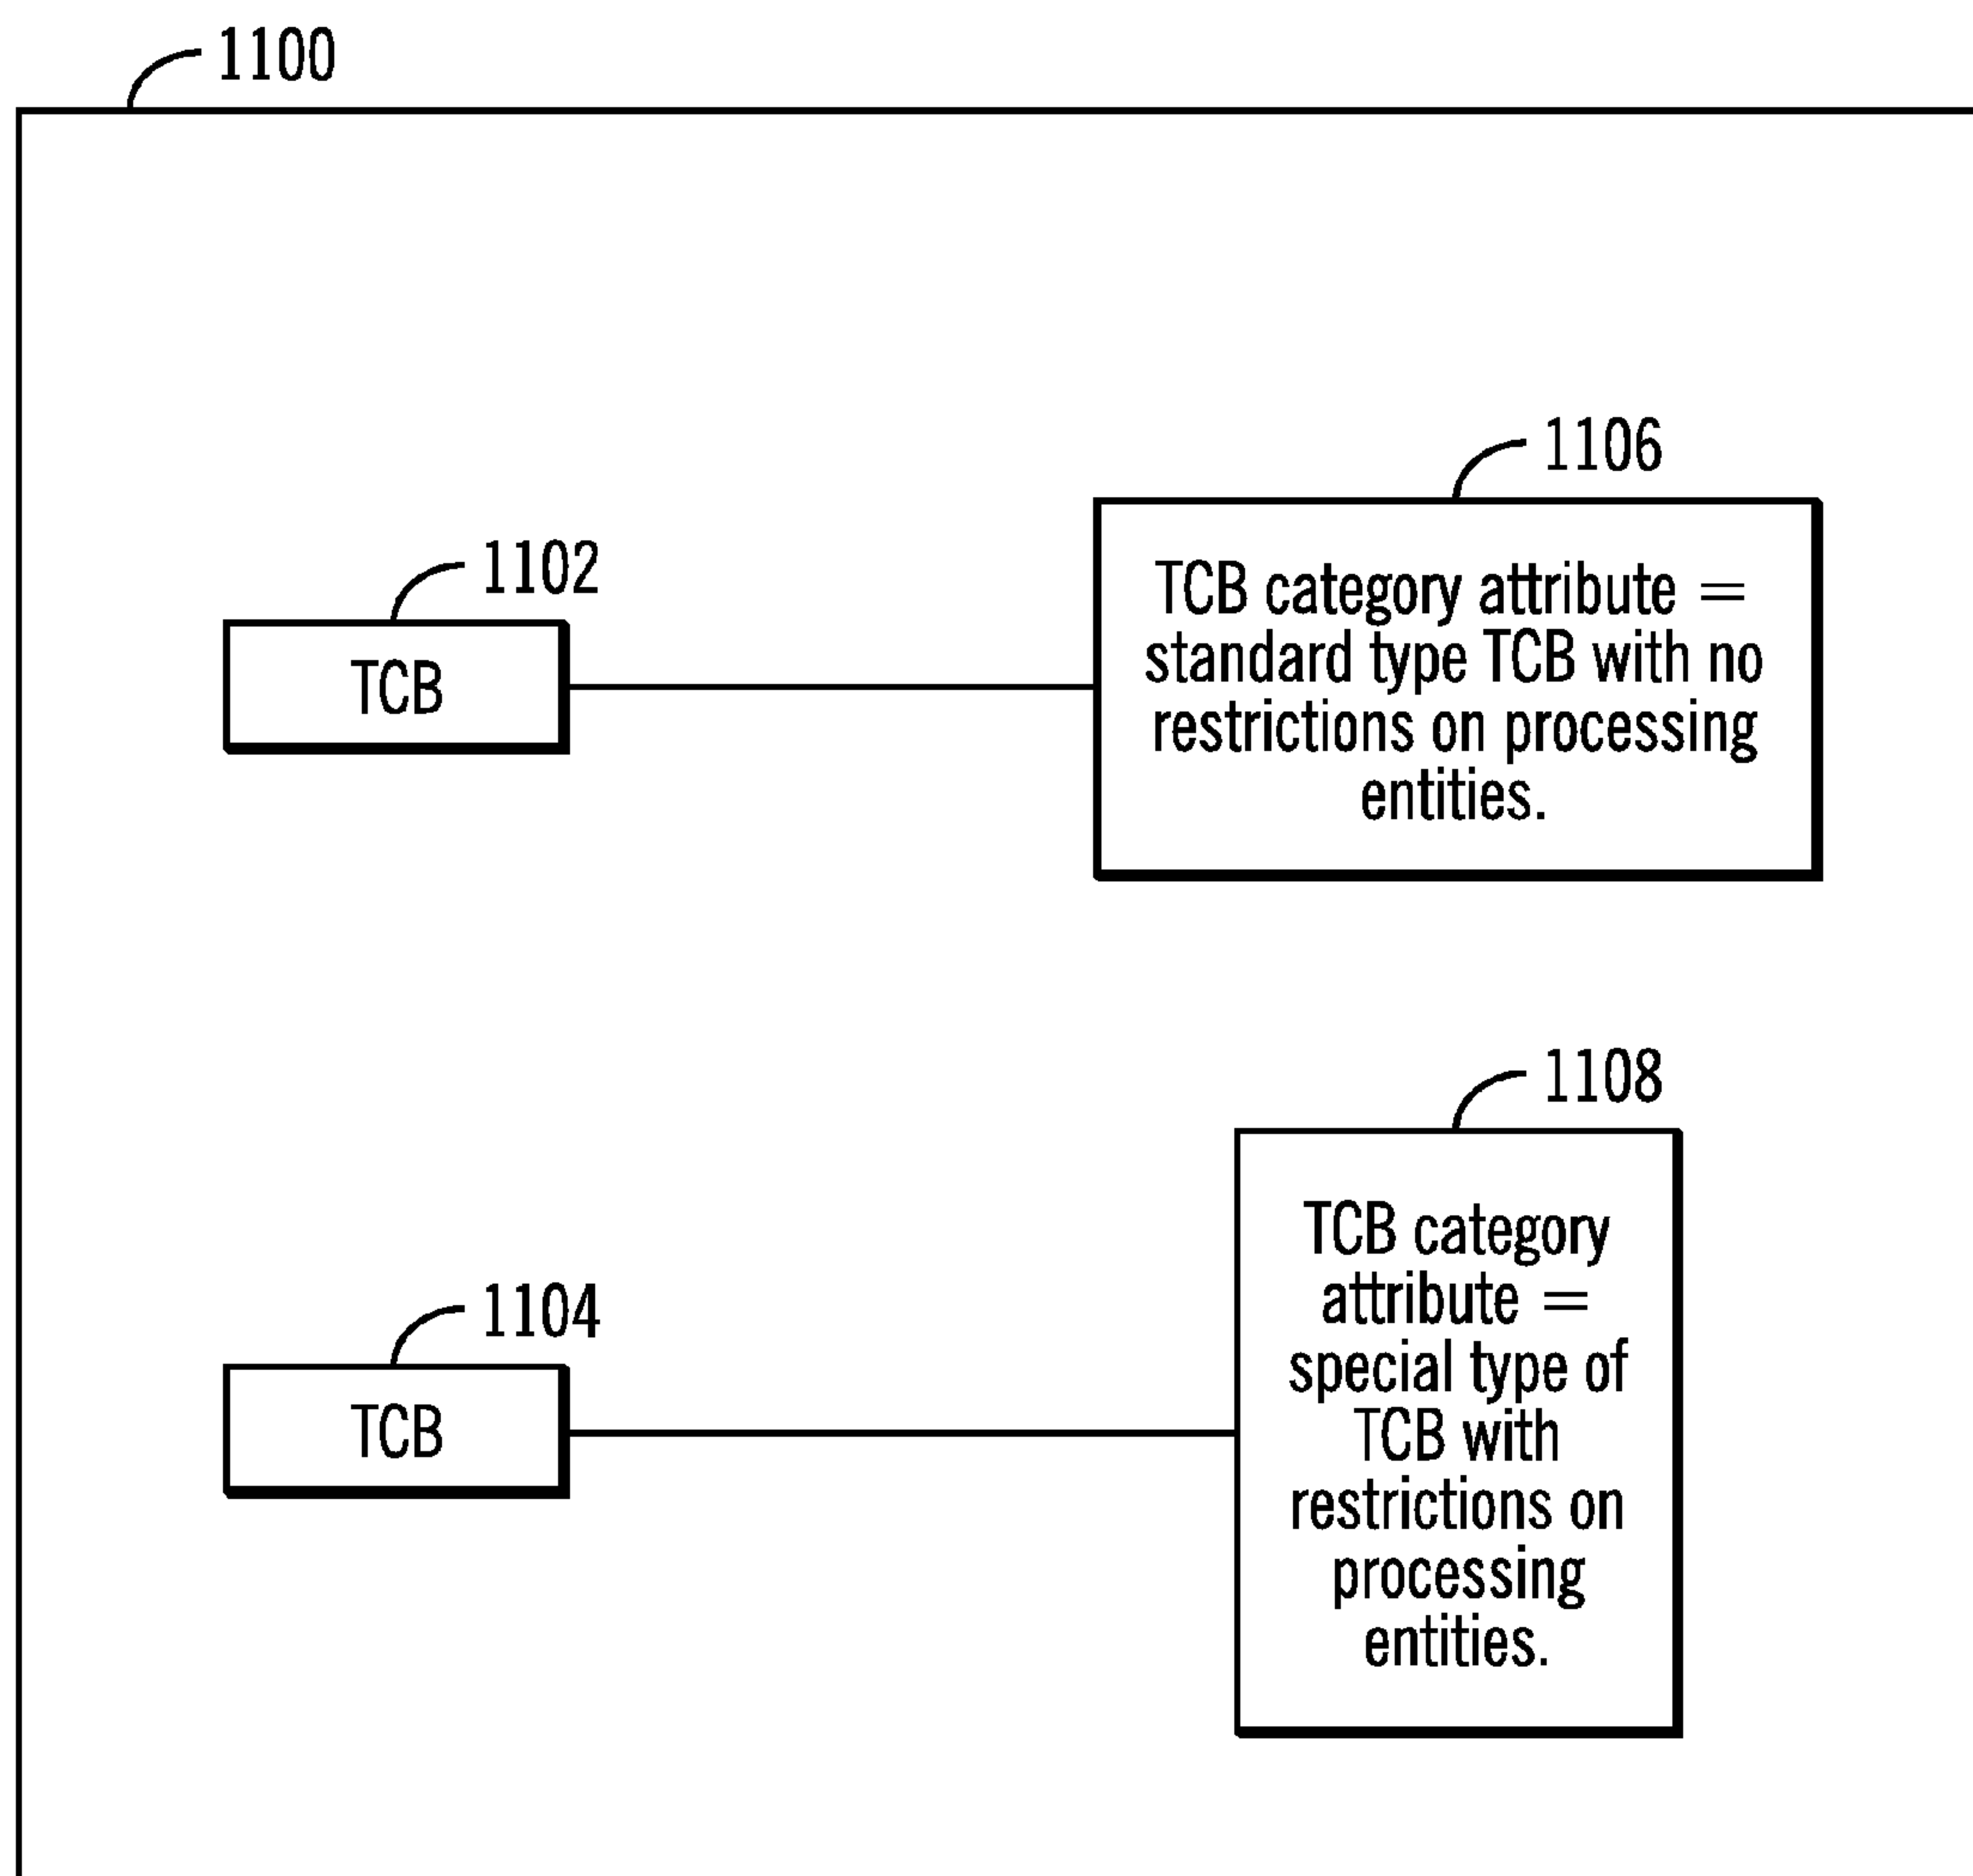 1100
1106
1102
TCB category attribute =
standard type TCB with no
restrictions on processing
entities.
TCB
1108
TCB category
attribute =
special type of
TCB with
restrictions on
processing
entities.
1104
TCB